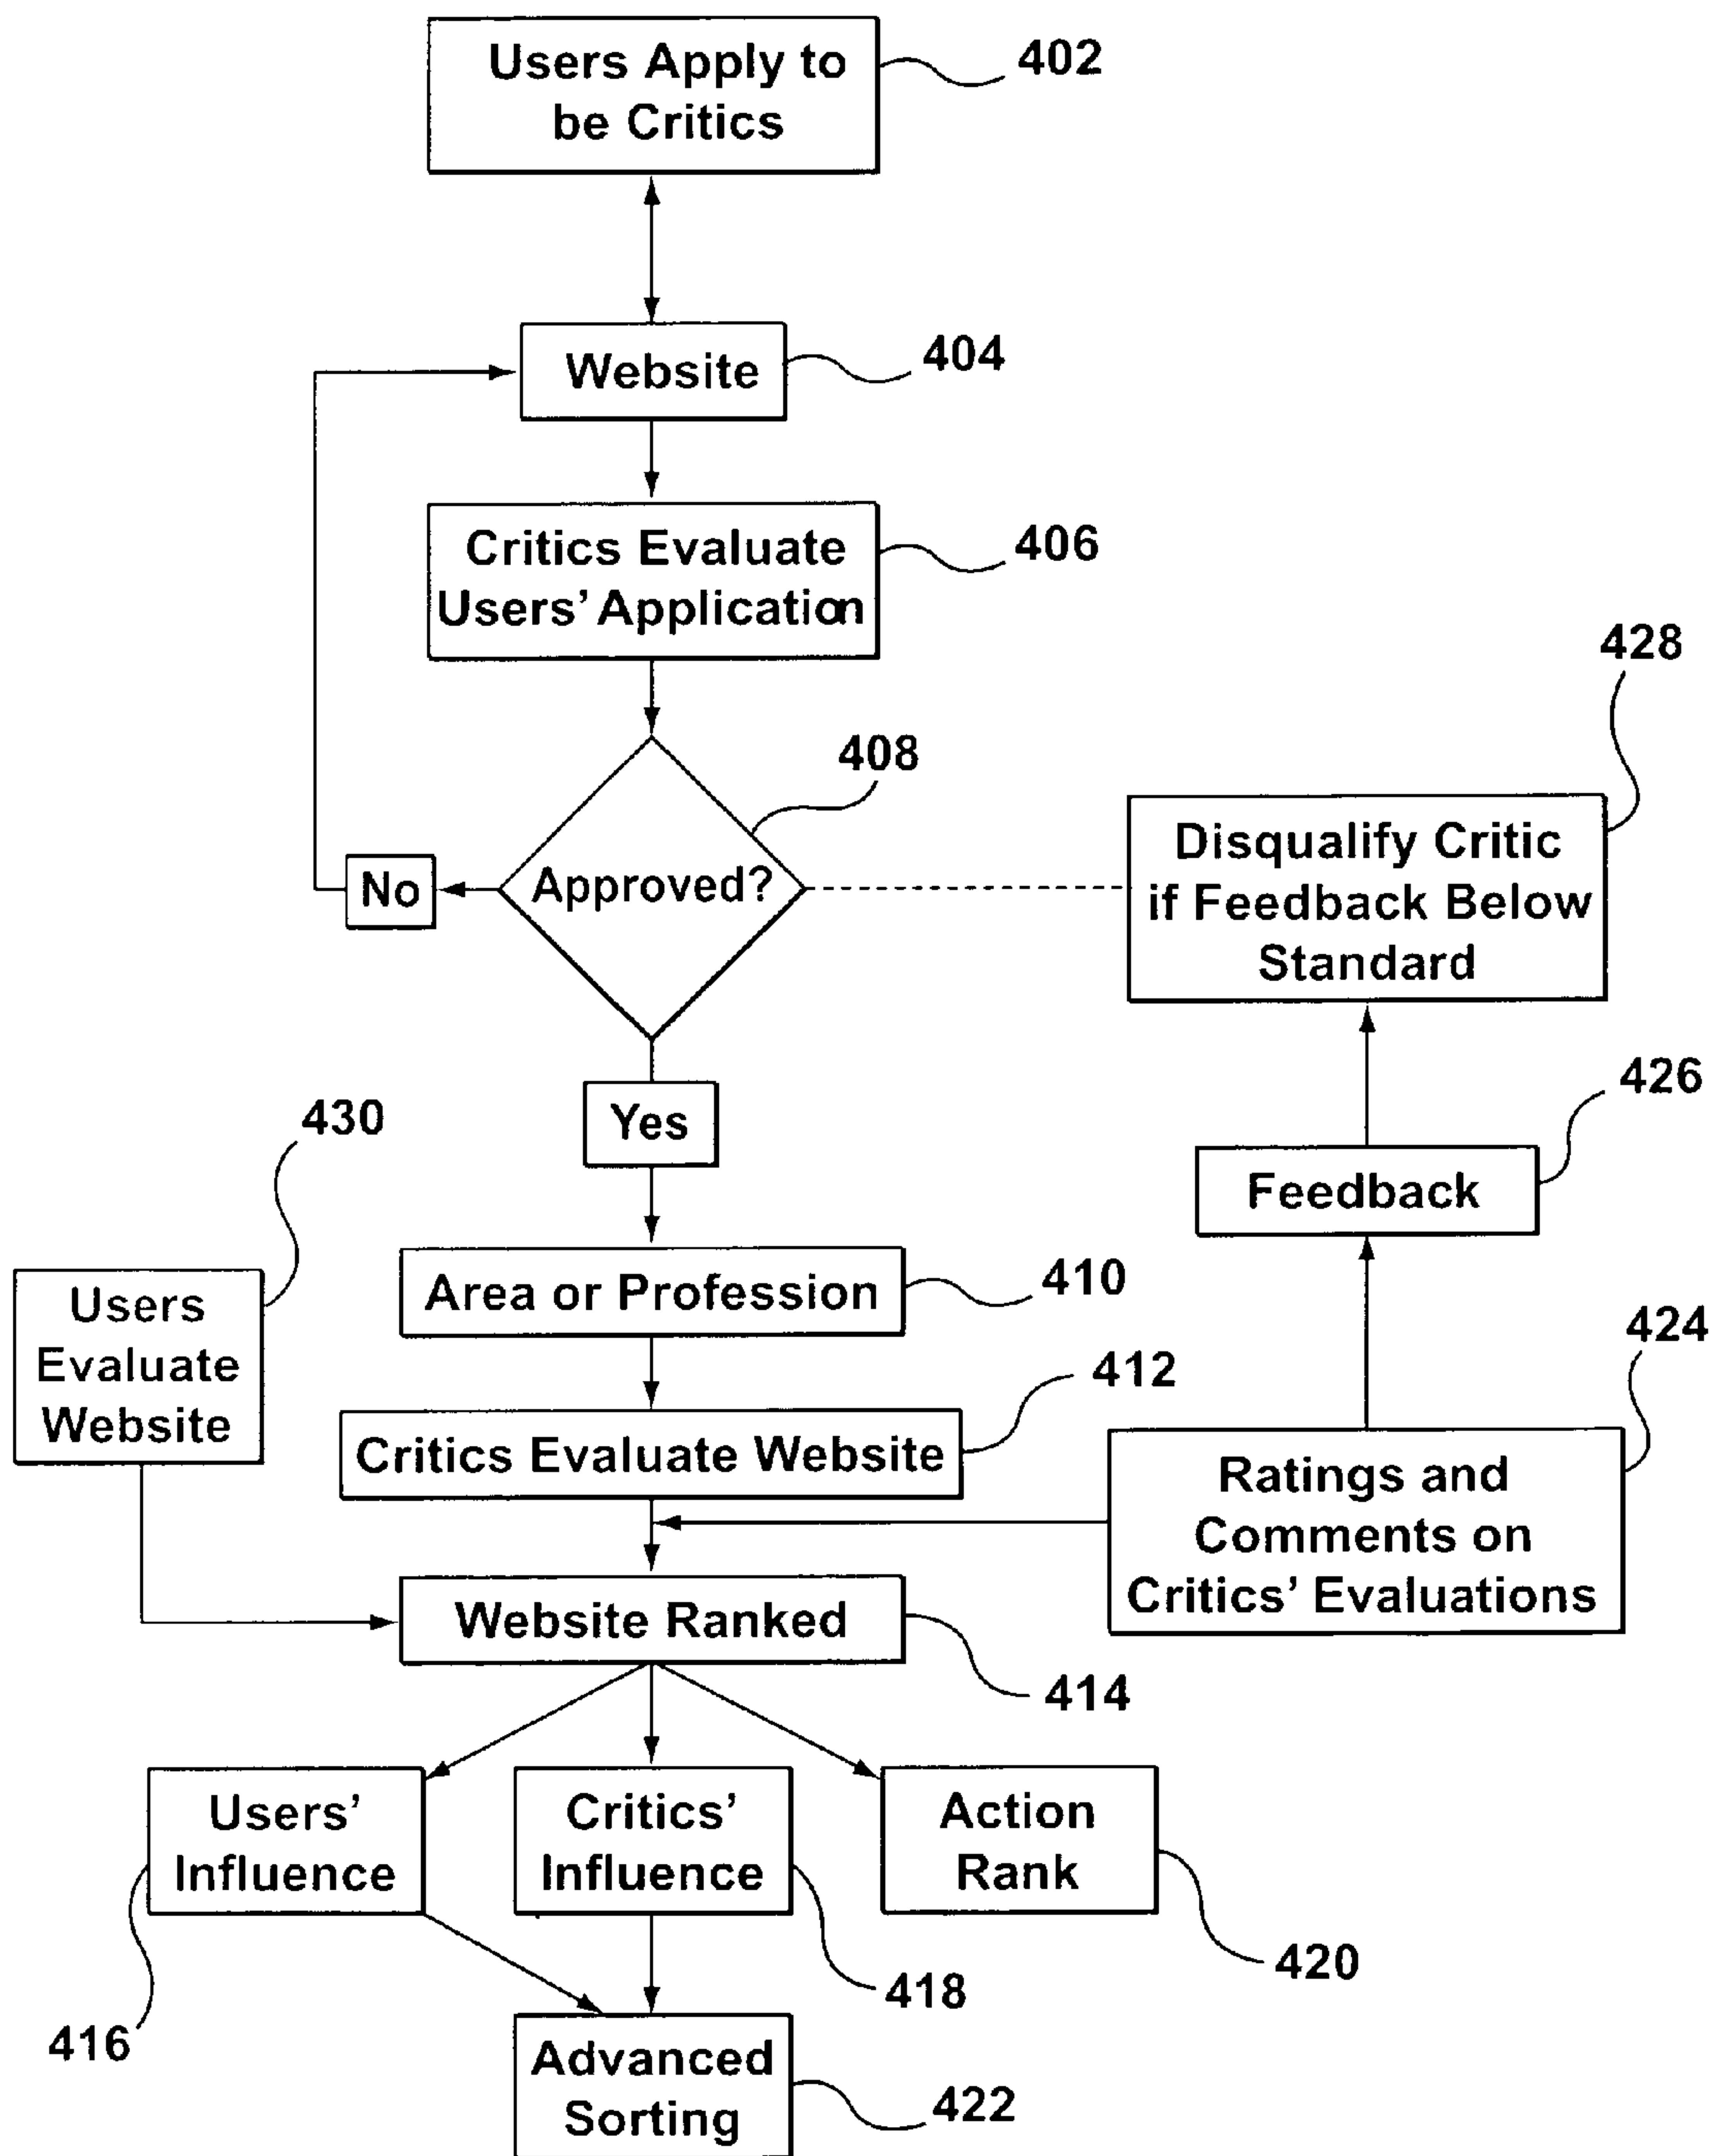 Users Apply to
be Critics
402
Website
404
Critics Evaluate
Users' Application
406
408
Approved?
No
Yes
428
Disqualify Critic
if Feedback Below
Standard
426
Feedback
430
Users
Evaluate
Website
Area or Profession
410
412
Critics Evaluate Website
424
Ratings and
Comments on
Critics' Evaluations
Website Ranked
414
Users'
Influence
416
Critics'
Influence
418
Action
Rank
420
Advanced
Sorting
422